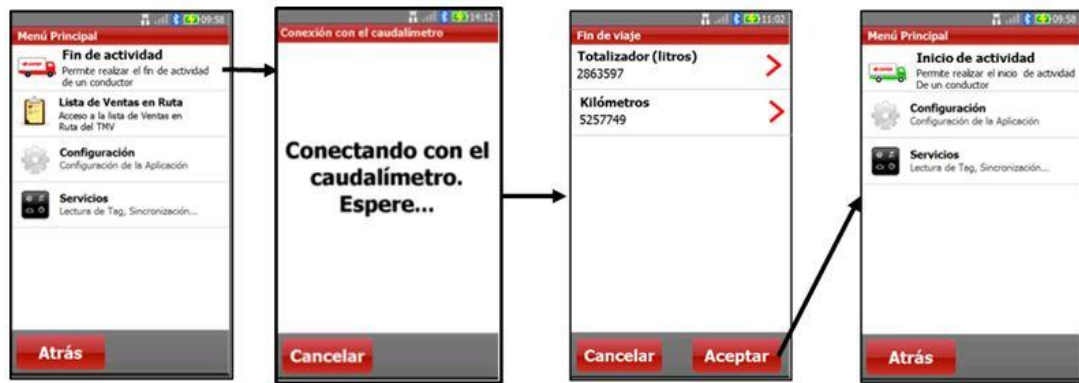 09:58
Menú Principal
Fin de actividad
Permite realizar el fin de actividad
de un conductor
Lista de Ventas en Ruta
Acceso a la lista de Ventas en
Ruta del TMV
Configuración
Configuración de la Aplicación
Servicios
Lectura de Tag, Sincronización...
Atrás
14:12
Conexión con el caudalímetro
Conectando con el
caudalímetro.
Espere...
Cancelar
11:02
Fin de viaje
Totalizador (litros)
2863597
Kilómetros
5257749
Cancelar
Aceptar
09:58
Menú Principal
Inicio de actividad
Permite realizar el inicio de actividad
De un conductor
Configuración
Configuración de la Aplicación
Servicios
Lectura de Tag, Sincronización...
Atrás